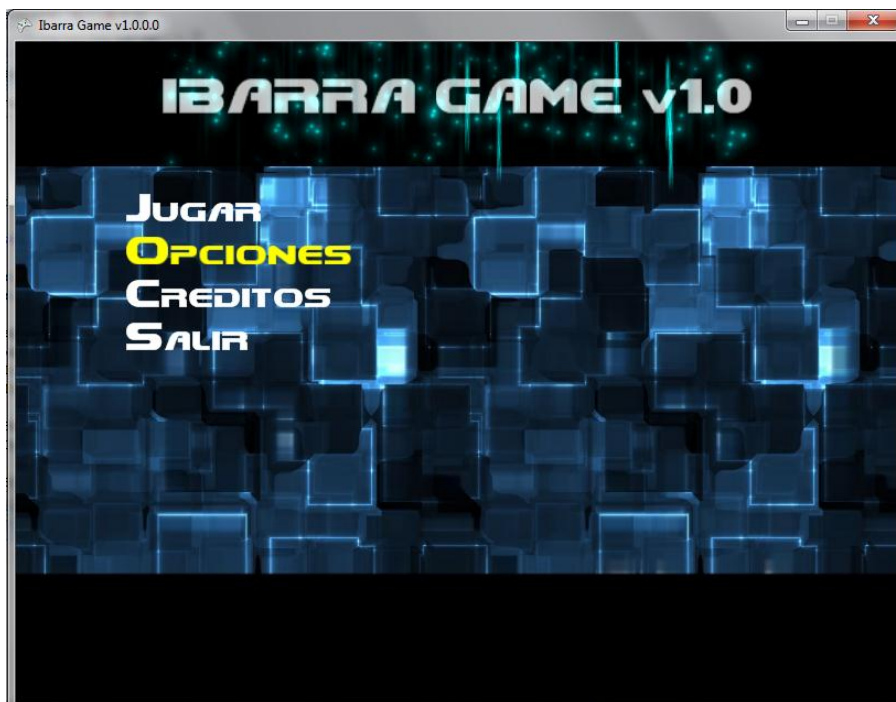 Ibarra Game v1.0.0.0
IBARRA GAME v1.0
JUGAR
OPCIONES
CREDITOS
SALIR